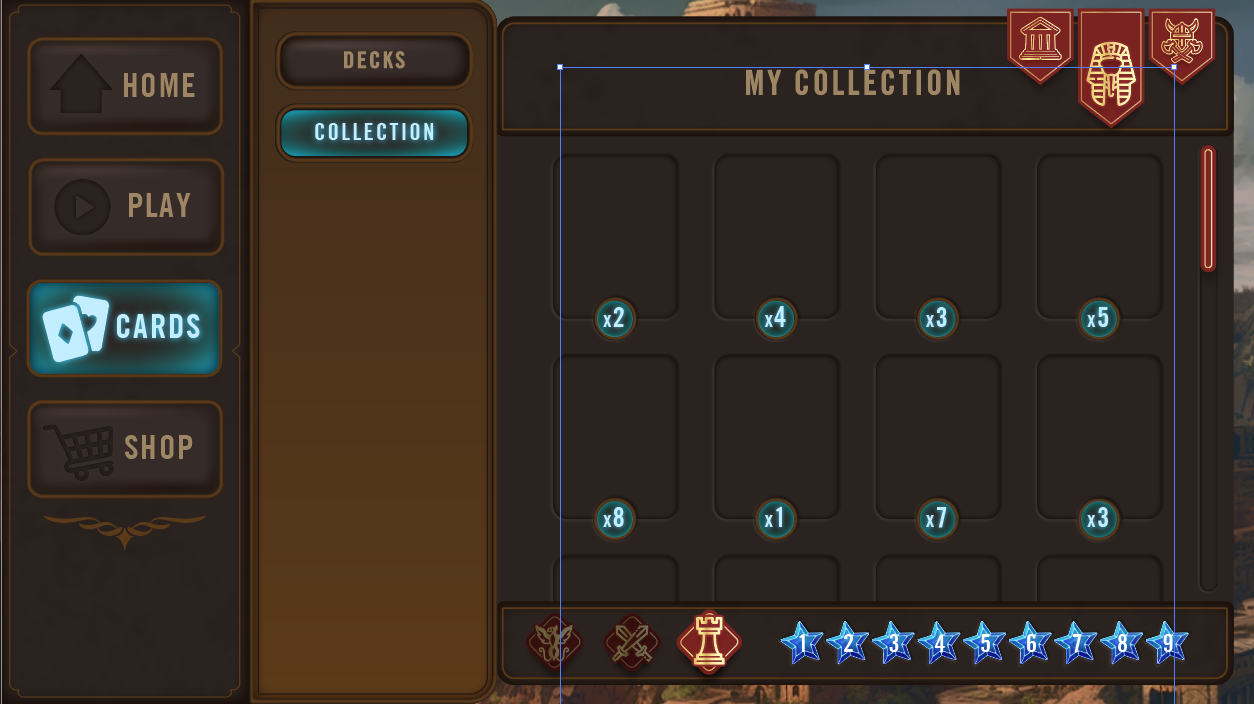 HOME
PLAY
CARDS
SHOP
DECKS
COLLECTION
MY COLLECTION
x2 x4 x3 x5
x8 x1 x7 x3
1 2 3 4 5 6 7 8 9